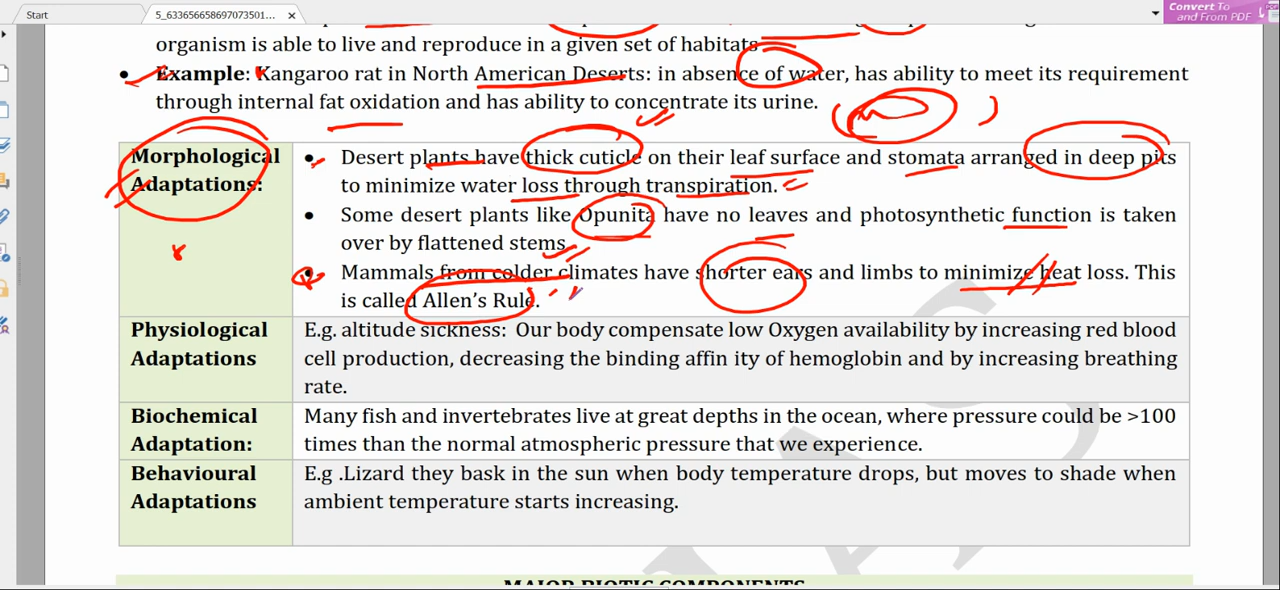 Start
5_633656658697073501...
Convert To
and From PDF
organism is able to live and reproduce in a given set of habitats
Example: Kangaroo rat in North American Deserts: in absence of water, has ability to meet its requirement
through internal fat oxidation and has ability to concentrate its urine.
Morphological
Adaptations:
Desert plants have thick cuticle on their leaf surface and stomata arranged in deep pits
to minimize water loss through transpiration.
Some desert plants like Opunita have no leaves and photosynthetic function is taken
over by flattened stems.
Mammals from colder climates have shorter ears and limbs to minimize heat loss. This
is called Allen's Rule.
Physiological
Adaptations
E.g. altitude sickness: Our body compensate low Oxygen availability by increasing red blood
cell production, decreasing the binding affin ity of hemoglobin and by increasing breathing
rate.
Biochemical
Adaptation:
Many fish and invertebrates live at great depths in the ocean, where pressure could be >100
times than the normal atmospheric pressure that we experience.
Behavioural
Adaptations
E.g .Lizard they bask in the sun when body temperature drops, but moves to shade when
ambient temperature starts increasing.
MAJOR BIOTIC COMPONENTS